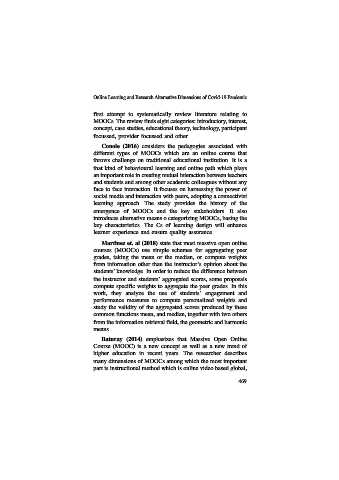 Online Learning and Research Alternative Dimensions of Covid-19 Pandemic
first attempt to systematically review literature relating to
MOOCs. The review finds eight categories: introductory, interest,
concept, case studies, educational theory, technology, participant
focussed, provider focussed and other.
Conole (2016) considers the pedagogies associated with
different types of MOOCs which are an online course that
throws challenge on traditional educational institution. It is a
that kind of behavioural learning and online path which plays
an important role in creating mutual interaction between teachers
and students and among other academic colleagues without any
face to face interaction. It focuses on harnessing the power of
social media and interaction with peers, adopting a connectivist
learning approach. The study provides the history of the
emergence of MOOCs and the key stakeholders. It also
introduces alternative means o categorizing MOOCs, basing the
key characteristics. The Cs of learning design will enhance
learner experience and ensure quality assurance.
Martinez et, al (2018) state that most massive open online
courses (MOOCs) use simple schemes for aggregating peer
grades, taking the mean or the median, or compute weights
from information other than the instructor's opinion about the
students' knowledge. In order to reduce the difference between
the instructor and students' aggregated scores, some proposals
compute specific weights to aggregate the peer grades. In this
work, they analyze the use of students' engagement and
performance measures to compute personalized weights and
study the validity of the aggregated scores produced by these
common functions mean, and median, together with two others
from the information retrieval field, the geometric and harmonic
means.
Baturay (2014) emphasizes that Massive Open Online
Course (MOOC) is a new concept as well as a new trend of
higher education in recent years. The researcher describes
many dimensions of MOOCs among which the most important
part is instructional method which is online video based global,
469